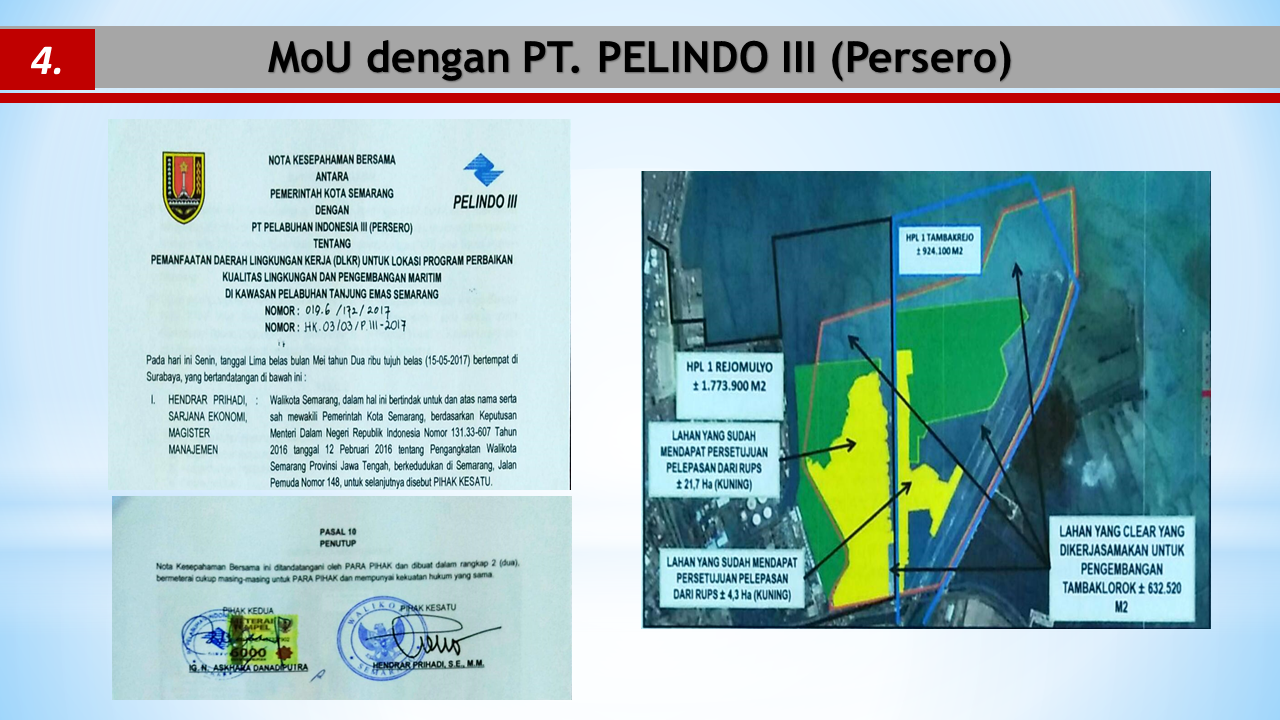 4.
MoU dengan PT. PELINDO III (Persero)
NOTA KESEPAHAMAN BERSAMA
ANTARA
PEMERINTAH KOTA SEMARANG
DENGAN
PT PELABUHAN INDONESIA III (PERSERO)
TENTANG
PEMANFAATAN DAERAH LINGKUNGAN KERJA (DLKR) UNTUK LOKASI PROGRAM PERBAIKAN
KUALITAS LINGKUNGAN DAN PENGEMBANGAN MARITIM
DI KAWASAN PELABUHAN TANJUNG EMAS SEMARANG
NOMOR : 019.6 /172/2017
NOMOR : HK.03/03/P.III-2017
PELINDO III
Pada hari ini Senin, tanggal Lima belas bulan Mei tahun Dua ribu tujuh belas (15-05-2017) bertempat di
Surabaya, yang bertandatangan di bawah ini :
I. HENDRAR PRIHADI, : Walikota Semarang, dalam hal ini bertindak untuk dan atas nama serta
SARJANA EKONOMI, sah mewakili Pemerintah Kota Semarang, berdasarkan Keputusan
MAGISTER Menteri Dalam Negeri Republik Indonesia Nomor 131.33-607 Tahun
MANAJEMEN 2016 tanggal 12 Pebruari 2016 tentang Pengangkatan Walikota
Semarang Provinsi Jawa Tengah, berkedudukan di Semarang, Jalan
Pemuda Nomor 148, untuk selanjutnya disebut PIHAK KESATU.
PASAL 10
PENUTUP
Nota Kesepahaman Bersama ini ditandatangani oleh PARA PIHAK dan dibuat dalam rangkap 2 (dua),
bermeterai cukup masing-masing untuk PARA PIHAK dan mempunyai kekuatan hukum yang sama.
PIHAK KEDUA
PIHAK KESATU
WALIKO
SEMARA
6000
IG. N. ASKHARA DANADIPUTRA
HENDRAR PRIHADI, S.E., M.M.
HPL 1 TAMBAKREJO
± 924.100 M2
HPL 1 REJOMULYO
± 1.773.900 M2
LAHAN YANG SUDAH
MENDAPAT PERSETUJUAN
PELEPASAN DARI RUPS
± 21,7 Ha (KUNING)
LAHAN YANG SUDAH MENDAPAT
PERSETUJUAN PELEPASAN
DARI RUPS ± 4,3 Ha (KUNING)
LAHAN YANG CLEAR YANG
DIKERJASAMAKAN UNTUK
PENGEMBANGAN
TAMBAKLOROK ± 632.520
M2